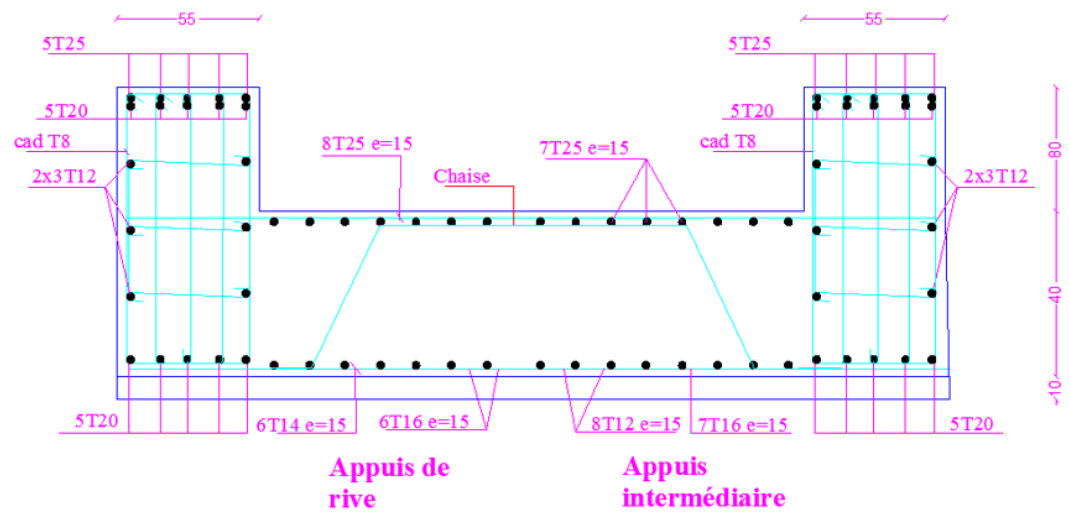 55
55
5T25
5T25
5T20
5T20
cad T8
8T25 e=15
7T25 e=15
cad T8
80
Chaise
2x3T12
2x3T12
40
10
5T20
6T14 e=15
6T16 e=15
8T12 e=15
7T16 e=15
5T20
Appuis de
rive
Appuis
intermédiaire